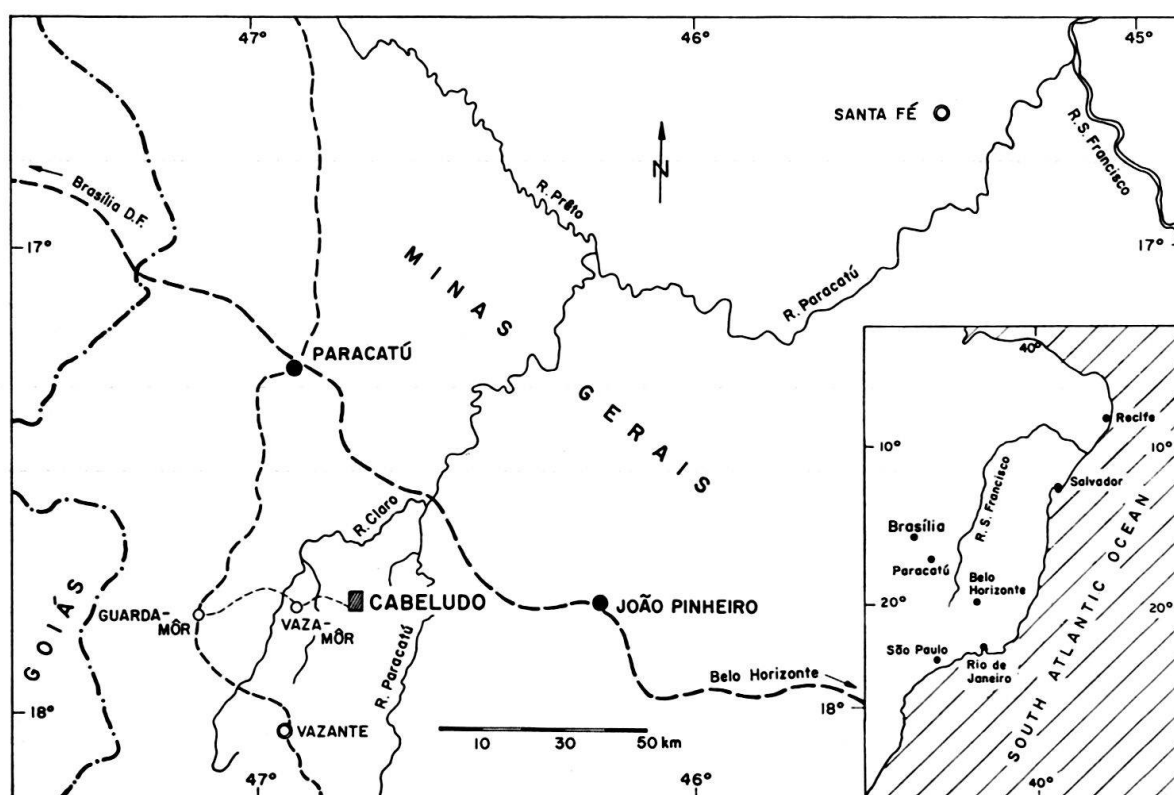 47°
46°
45°
SANTA FÉ
R. S. Francisco
N
Brasília D.F.
R. Prêto
17°
17°
MINAS
GERAIS
R. Paracatú
PARACATÚ
R. Claro
CABELUDO
GUARDA-
MÔR
VAZA-
MÔR
JOÃO PINHEIRO
GOIÁS
R. Paracatú
Belo Horizonte
18°
18°
VAZANTE
10 30 50 km
47°
46°
40°
Recife
10°
10°
Salvador
R. S. Francisco
Brasília
Paracatú
Belo
Horizonte
20°
20°
São Paulo
Rio de
Janeiro
SOUTH ATLANTIC OCEAN
40°